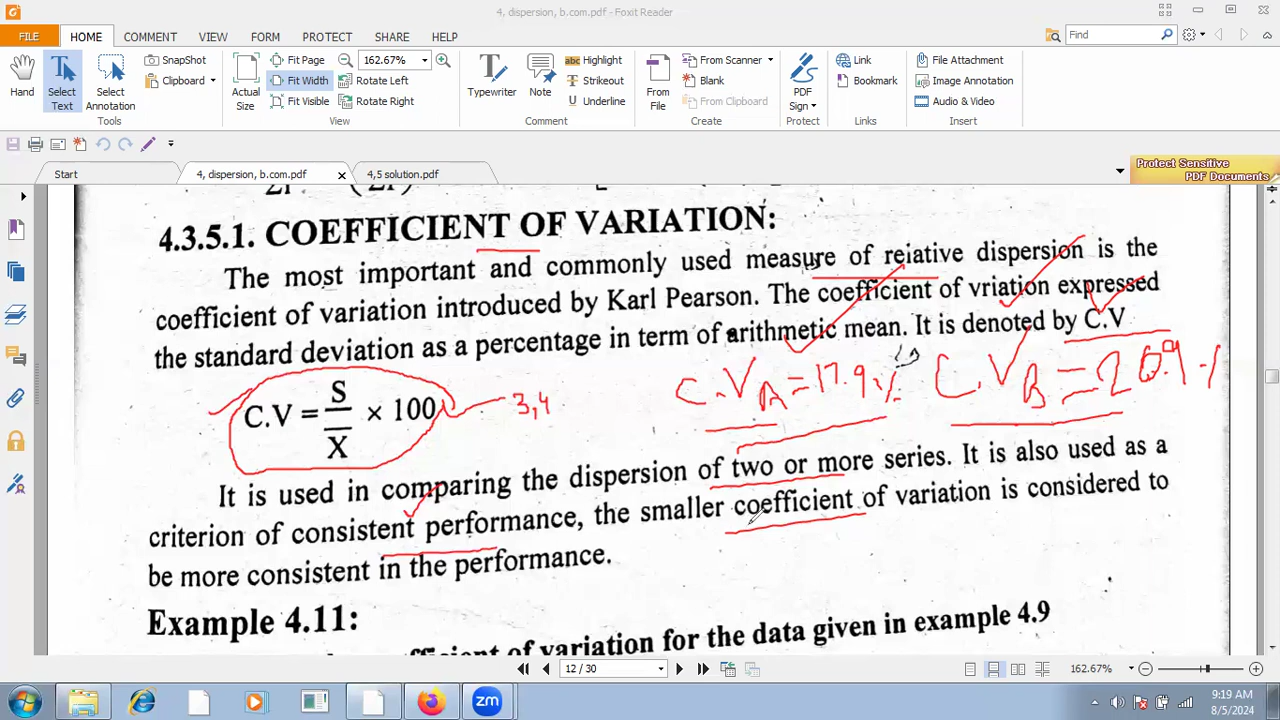 4, dispersion, b.com.pdf - Foxit Reader
FILE HOME COMMENT VIEW FORM PROTECT SHARE HELP
Find
Hand
Select Text
Select Annotation
SnapShot
Clipboard
Tools
Actual Size
Fit Page
Fit Width
Fit Visible
162.67%
Rotate Left
Rotate Right
View
Typewriter
Note
Highlight
Strikeout
Underline
Comment
From File
From Scanner
Blank
From Clipboard
Create
PDF Sign
Protect
Link
Bookmark
Links
File Attachment
Image Annotation
Audio & Video
Insert
Start
4, dispersion, b.com.pdf
4,5 solution.pdf
Protect Sensitive
PDF Documents
4.3.5.1. COEFFICIENT OF VARIATION:
The most important and commonly used measure of reiative dispersion is the
coefficient of variation introduced by Karl Pearson. The coefficient of vriation expressed
the standard deviation as a percentage in term of arithmetic mean. It is denoted by C.V
C.V = S/X × 100
3,4
C.V_A = 17.9%
C.V_B = 20.9%
It is used in comparing the dispersion of two or more series. It is also used as a
criterion of consistent performance, the smaller coefficient of variation is considered to
be more consistent in the performance.
Example 4.11:
coefficient of variation for the data given in example 4.9
12 / 30
162.67%
zm
9:19 AM
8/5/2024